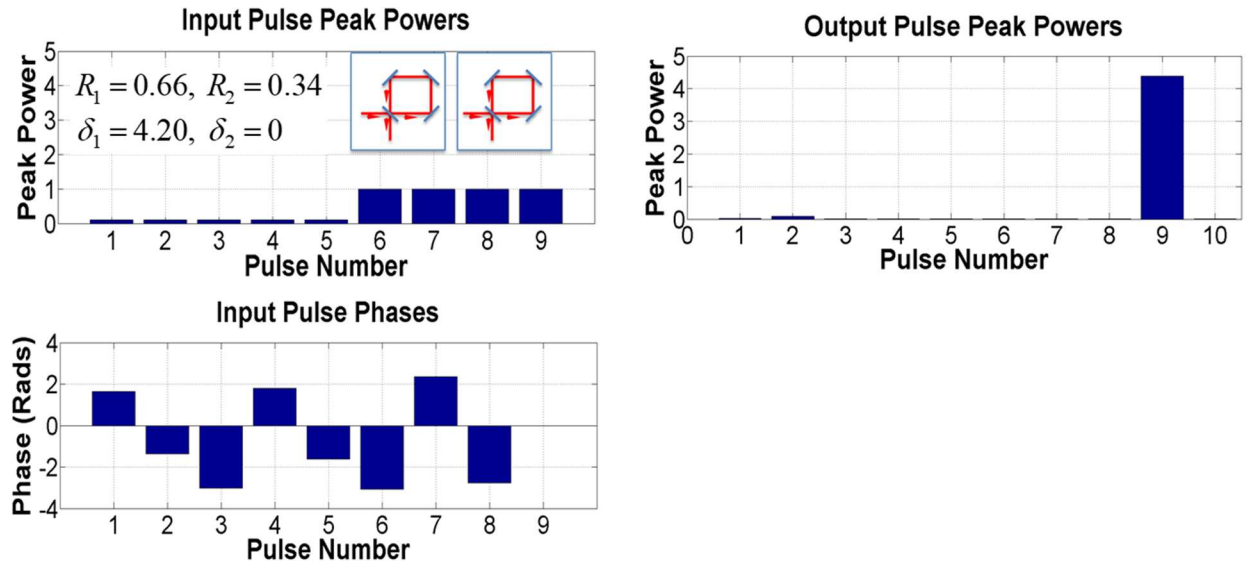 Input Pulse Peak Powers
5
4
3
2
1
0
Peak Power
R₁ = 0.66, R₂ = 0.34
δ₁ = 4.20, δ₂ = 0
1 2 3 4 5 6 7 8 9
Pulse Number
Output Pulse Peak Powers
5
4
3
2
1
0
Peak Power
0 1 2 3 4 5 6 7 8 9 10
Pulse Number
Input Pulse Phases
4
2
0
-2
-4
Phase (Rads)
1 2 3 4 5 6 7 8 9
Pulse Number